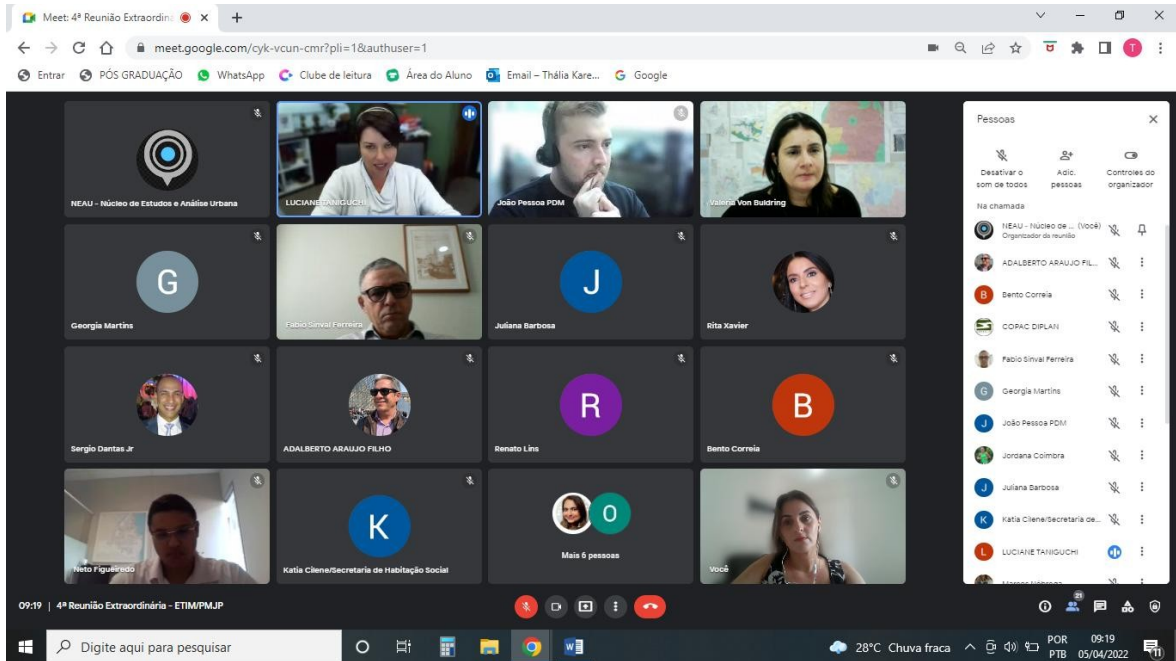 Meet: 4ª Reunião Extraordin
meet.google.com/cyk-vcun-cmr?pli=1&authuser=1
T
Entrar PÓS GRADUAÇÃO WhatsApp Clube de leitura Área do Aluno Email – Thália Kare... Google
NEAU - Núcleo de Estudos e Análise Urbana
LUCIANE TANIGUCHI
João Pessoa PDM
Valeria Von Buldring
G
Georgia Martins
Fabio Sinval Ferreira
J
Juliana Barbosa
Rita Xavier
Sergio Dantas Jr
ADALBERTO ARAUJO FILHO
R
Renato Lins
B
Bento Correia
Neto Figueiredo
K
Katia Cilene/Secretaria de Habitação Social
O
Mais 6 pessoas
Você
Pessoas
Desativar o som de todos
Adic. pessoas
Controles do organizador
Na chamada
NEAU - Núcleo de ... (Você)
Organizador da reunião
ADALBERTO ARAUJO FIL...
B Bento Correia
COPAC DIPLAN
Fabio Sinval Ferreira
G Georgia Martins
J João Pessoa PDM
Jordana Coimbra
J Juliana Barbosa
K Katia Cilene/Secretaria de...
L LUCIANE TANIGUCHI
Marcos Nóbrega
09:19 | 4ª Reunião Extraordinária - ETIM/PMJP
21
Digite aqui para pesquisar
28°C Chuva fraca
POR
PTB
09:19
05/04/2022
11